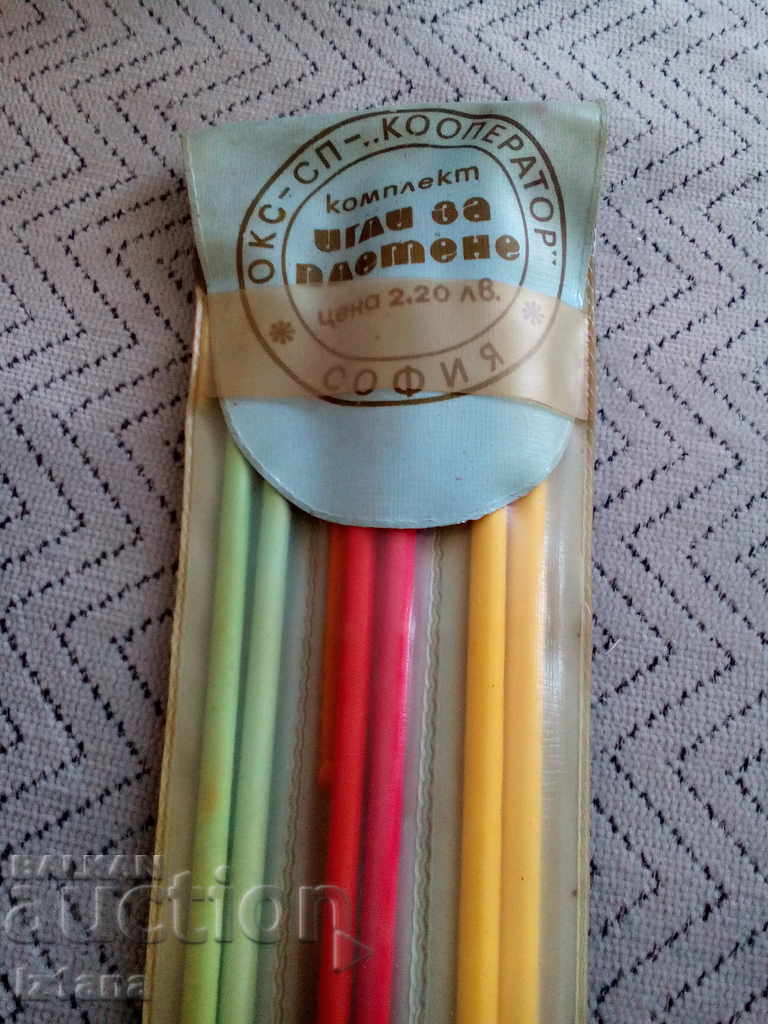 ОКС-СП-„КООПЕРАТОР"
комплект
игли за
плетене
цена 2.20 лв.
* СОФИЯ *
BALKAN
auction
Iztana